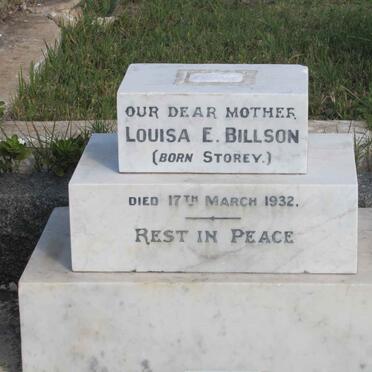 OUR DEAR MOTHER
LOUISA E. BILLSON
(BORN STOREY.)
DIED 17TH MARCH 1932.
REST IN PEACE